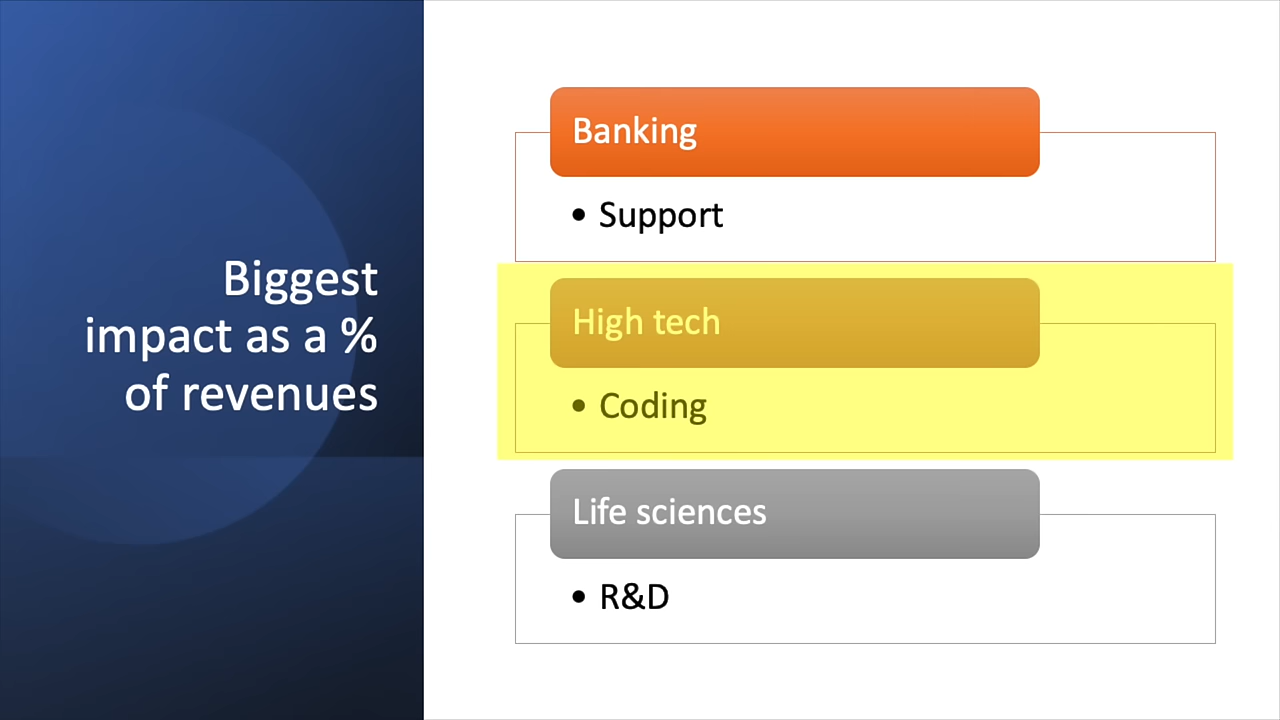 Biggest
impact as a %
of revenues
Banking
• Support
High tech
• Coding
Life sciences
• R&D